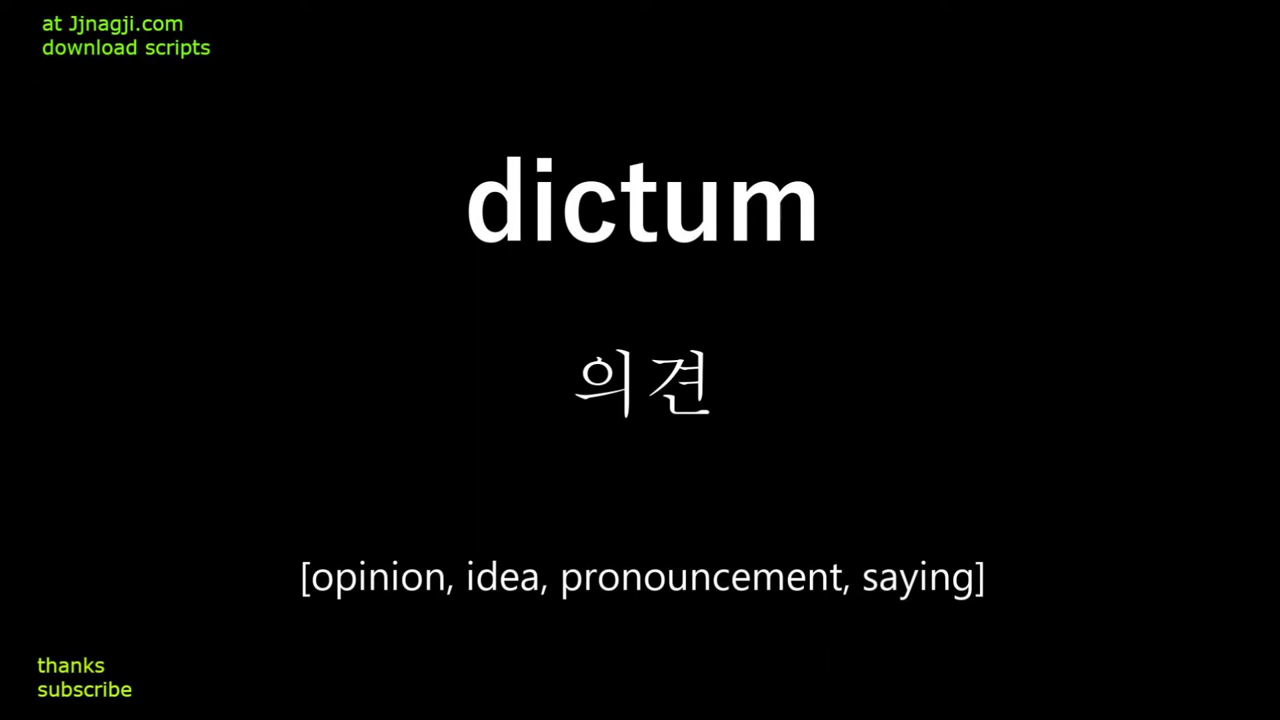 at Jjnagji.com
download scripts
dictum
의견
[opinion, idea, pronouncement, saying]
thanks
subscribe